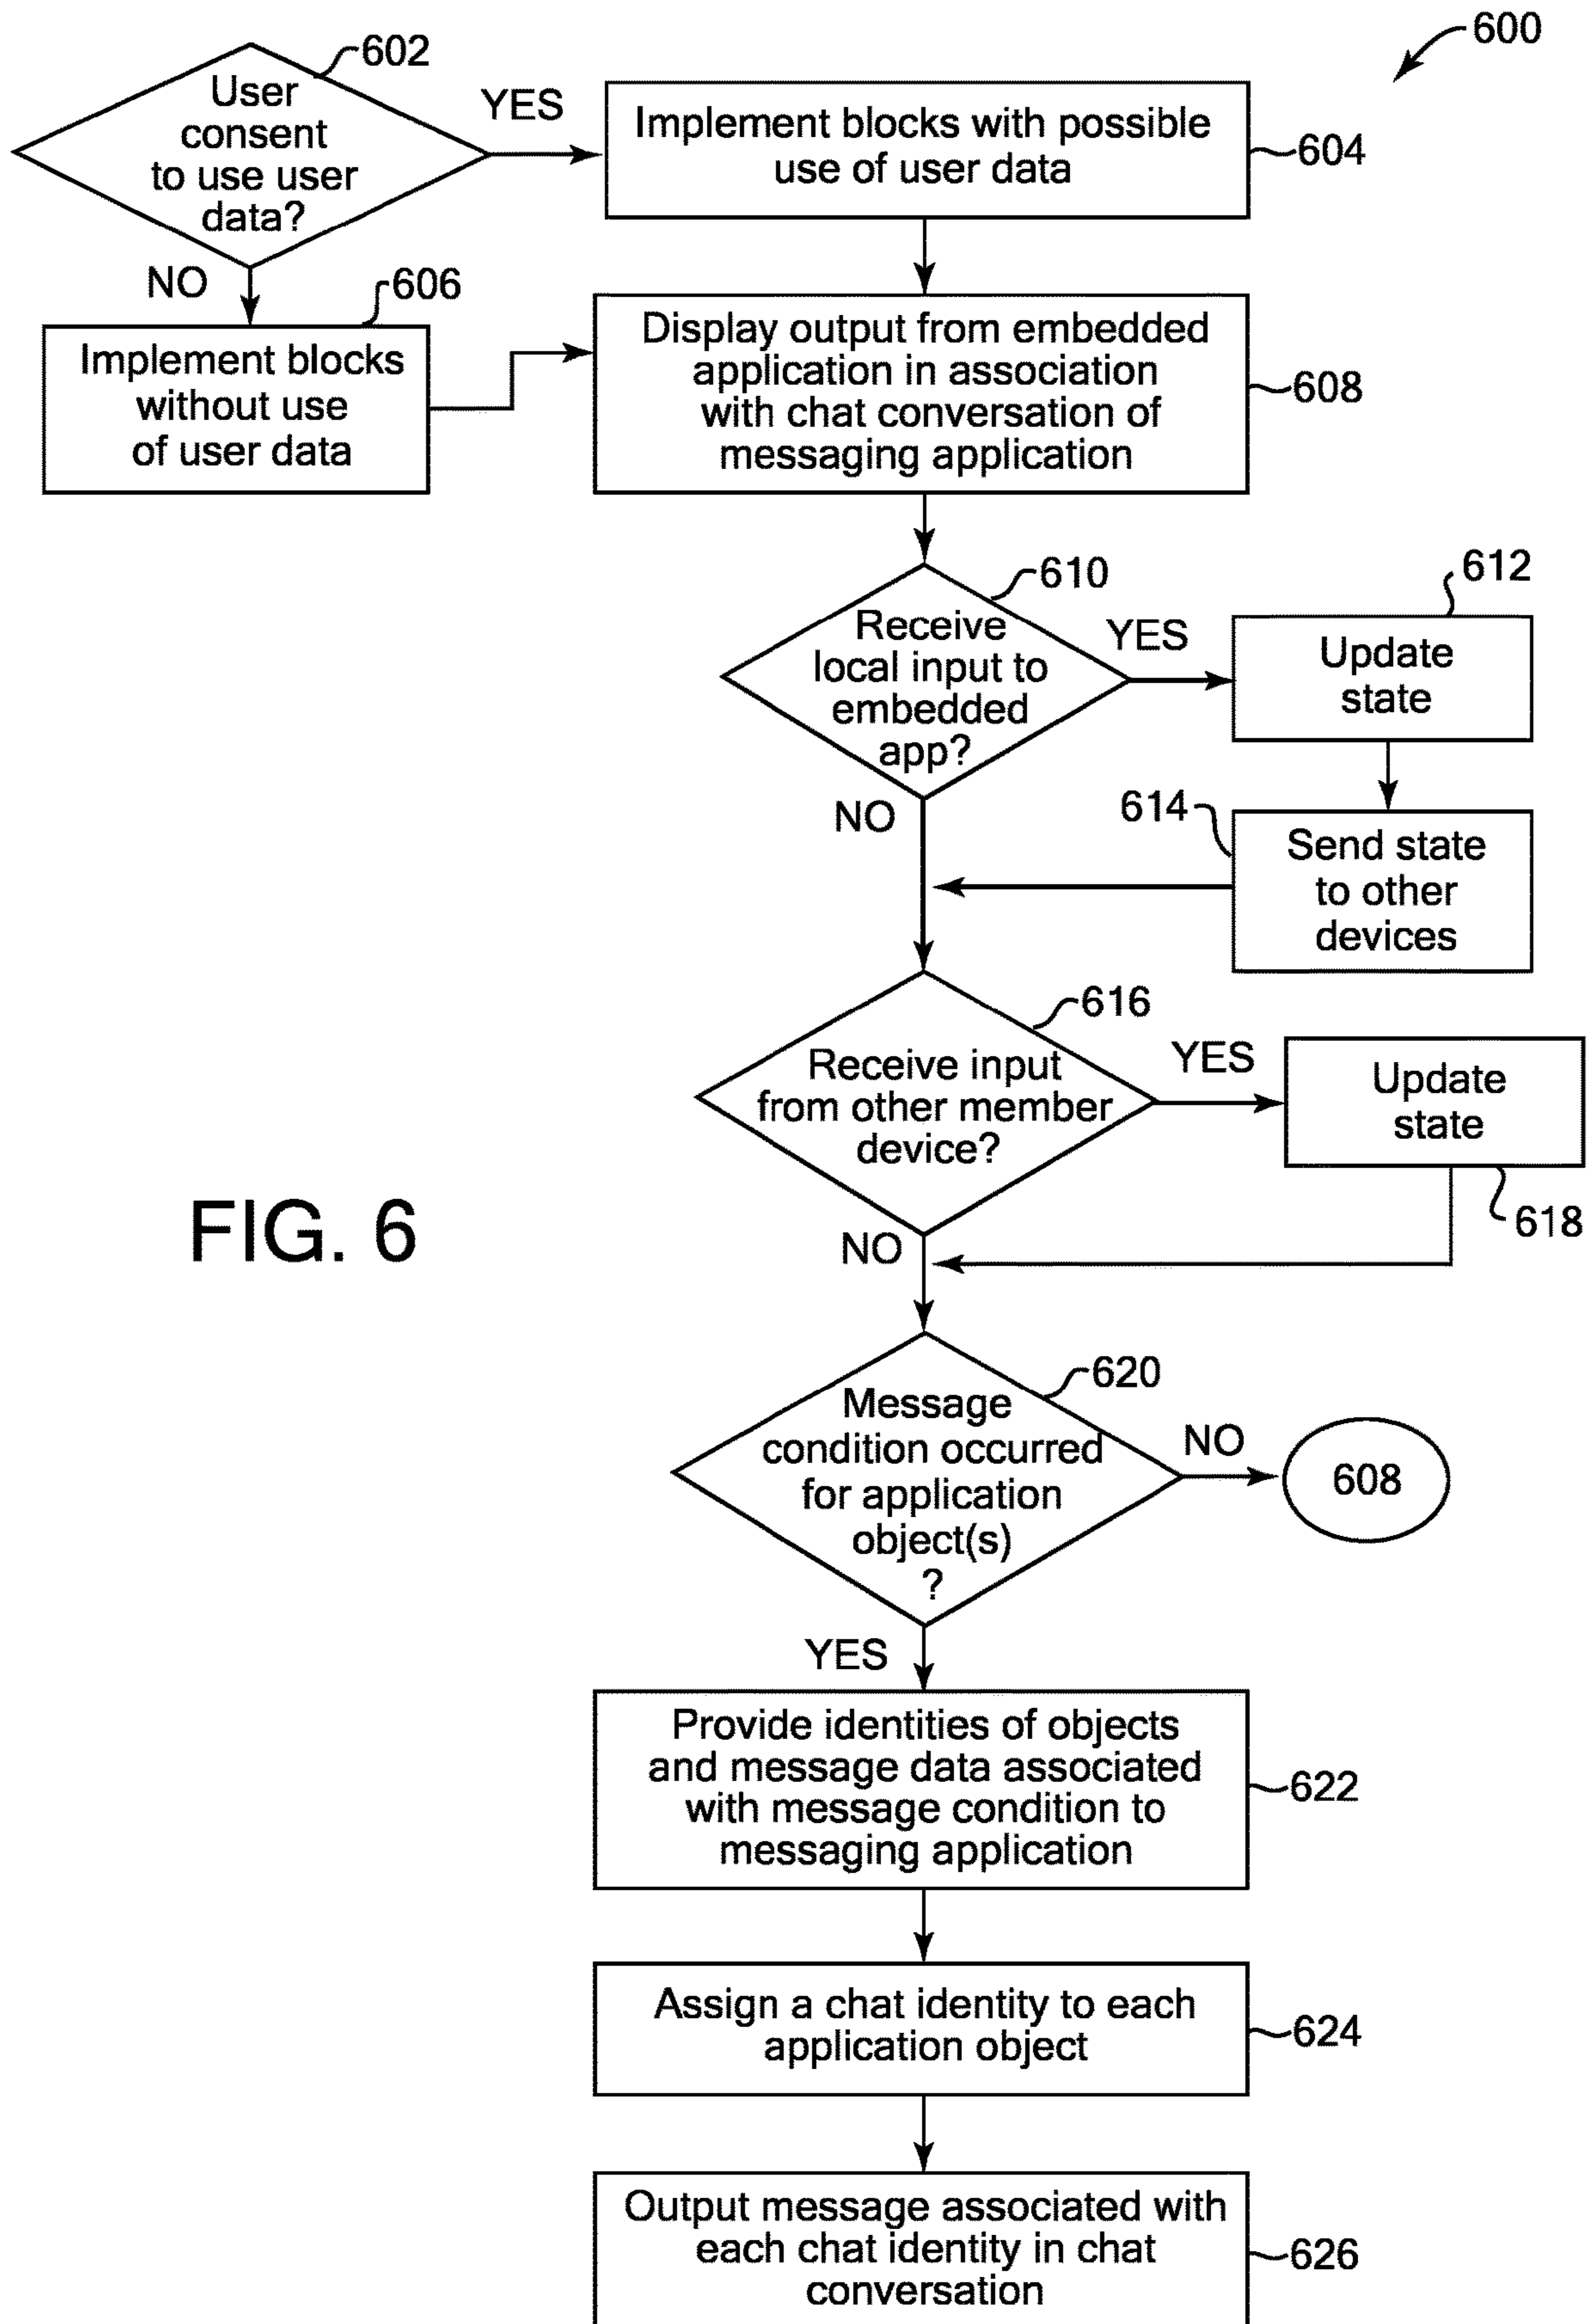 600
602
User
consent
to use user
data?
YES
Implement blocks with possible
use of user data
604
NO
606
Implement blocks
without use
of user data
Display output from embedded
application in association
with chat conversation of
messaging application
608
610
Receive
local input to
embedded
app?
YES
612
Update
state
NO
614
Send state
to other
devices
616
Receive input
from other member
device?
YES
Update
state
618
FIG. 6
NO
620
Message
condition occurred
for application
object(s)
?
NO
608
YES
Provide identities of objects
and message data associated
with message condition to
messaging application
622
Assign a chat identity to each
application object
624
Output message associated with
each chat identity in chat
conversation
626